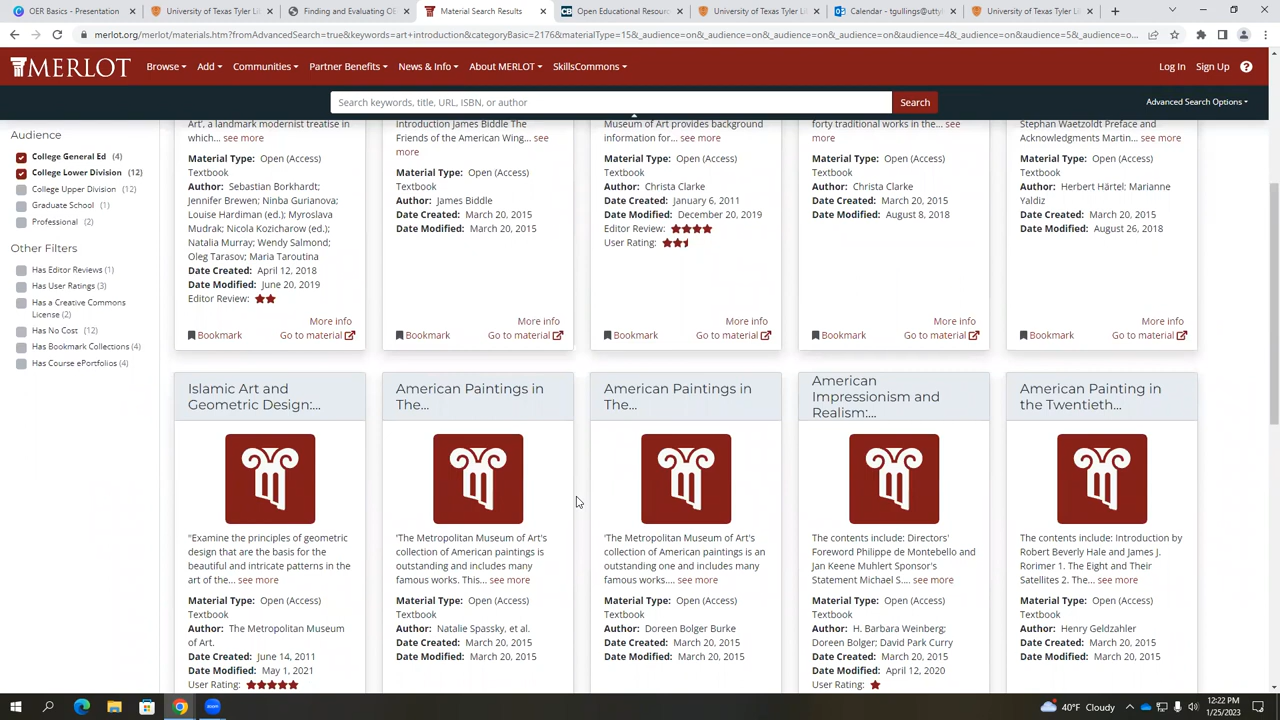 OER Basics - Presentation
University of Texas Tyler Li
Finding and Evaluating OE
Material Search Results
Open Educational Resour
University of Texas Tyler Li
Calendar - tgullings@utty
University of Texas Tyler Li
merlot.org/merlot/materials.htm?fromAdvancedSearch=true&keywords=art+introduction&categoryBasic=2176&materialType=15&_audience=on&_audience=on&_audience=on&audience=4&_audience=on&audience=5&_audience=o...
MERLOT
Browse
Add
Communities
Partner Benefits
News & Info
About MERLOT
SkillsCommons
Log In
Sign Up
Search keywords, title, URL, ISBN, or author
Search
Advanced Search Options
Audience
College General Ed (4)
College Lower Division (12)
College Upper Division (12)
Graduate School (1)
Professional (2)
Other Filters
Has Editor Reviews (1)
Has User Ratings (3)
Has a Creative Commons
License (2)
Has No Cost (12)
Has Bookmark Collections (4)
Has Course ePortfolios (4)
Art', a landmark modernist treatise in
which... see more
Material Type: Open (Access)
Textbook
Author: Sebastian Borkhardt;
Jennifer Brewen; Ninba Gurianova;
Louise Hardiman (ed.); Myroslava
Mudrak; Nicola Kozicharow (ed.);
Natalia Murray; Wendy Salmond;
Oleg Tarasov; Maria Taroutina
Date Created: April 12, 2018
Date Modified: June 20, 2019
Editor Review:
More info
Bookmark
Go to material
Introduction James Biddle The
Friends of the American Wing... see
more
Material Type: Open (Access)
Textbook
Author: James Biddle
Date Created: March 20, 2015
Date Modified: March 20, 2015
More info
Bookmark
Go to material
Museum of Art provides background
information for... see more
Material Type: Open (Access)
Textbook
Author: Christa Clarke
Date Created: January 6, 2011
Date Modified: December 20, 2019
Editor Review:
User Rating:
More info
Bookmark
Go to material
forty traditional works in the... see
more
Material Type: Open (Access)
Textbook
Author: Christa Clarke
Date Created: March 20, 2015
Date Modified: August 8, 2018
More info
Bookmark
Go to material
Stephan Waetzoldt Preface and
Acknowledgments Martin... see more
Material Type: Open (Access)
Textbook
Author: Herbert Härtel; Marianne
Yaldiz
Date Created: March 20, 2015
Date Modified: August 26, 2018
More info
Bookmark
Go to material
Islamic Art and
Geometric Design:...
"Examine the principles of geometric
design that are the basis for the
beautiful and intricate patterns in the
art of the... see more
Material Type: Open (Access)
Textbook
Author: The Metropolitan Museum
of Art.
Date Created: June 14, 2011
Date Modified: May 1, 2021
User Rating:
American Paintings in
The...
'The Metropolitan Museum of Art's
collection of American paintings is
outstanding and includes many
famous works. This... see more
Material Type: Open (Access)
Textbook
Author: Natalie Spassky, et al.
Date Created: March 20, 2015
Date Modified: March 20, 2015
American Paintings in
The...
'The Metropolitan Museum of Art's
collection of American paintings is an
outstanding one and includes many
famous works.... see more
Material Type: Open (Access)
Textbook
Author: Doreen Bolger Burke
Date Created: March 20, 2015
Date Modified: March 20, 2015
American
Impressionism and
Realism:...
The contents include: Directors'
Foreword Philippe de Montebello and
Jan Keene Muhlert Sponsor's
Statement Michael S.... see more
Material Type: Open (Access)
Textbook
Author: H. Barbara Weinberg;
Doreen Bolger; David Park Curry
Date Created: March 20, 2015
Date Modified: April 12, 2020
User Rating:
American Painting in
the Twentieth...
The contents include: Introduction by
Robert Beverly Hale and James J.
Rorimer 1. The Eight and Their
Satellites 2. The... see more
Material Type: Open (Access)
Textbook
Author: Henry Geldzahler
Date Created: March 20, 2015
Date Modified: March 20, 2015
zoom
40°F Cloudy
12:22 PM
1/25/2023